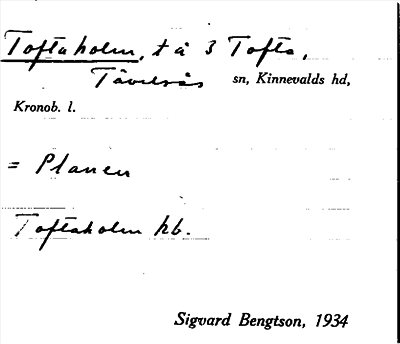 Toftaholm, t å 3 Tofta,
Tävelsås sn, Kinnevalds hd,
Kronob. l.
= Planen
Toftaholm hb.
Sigvard Bengtson, 1934